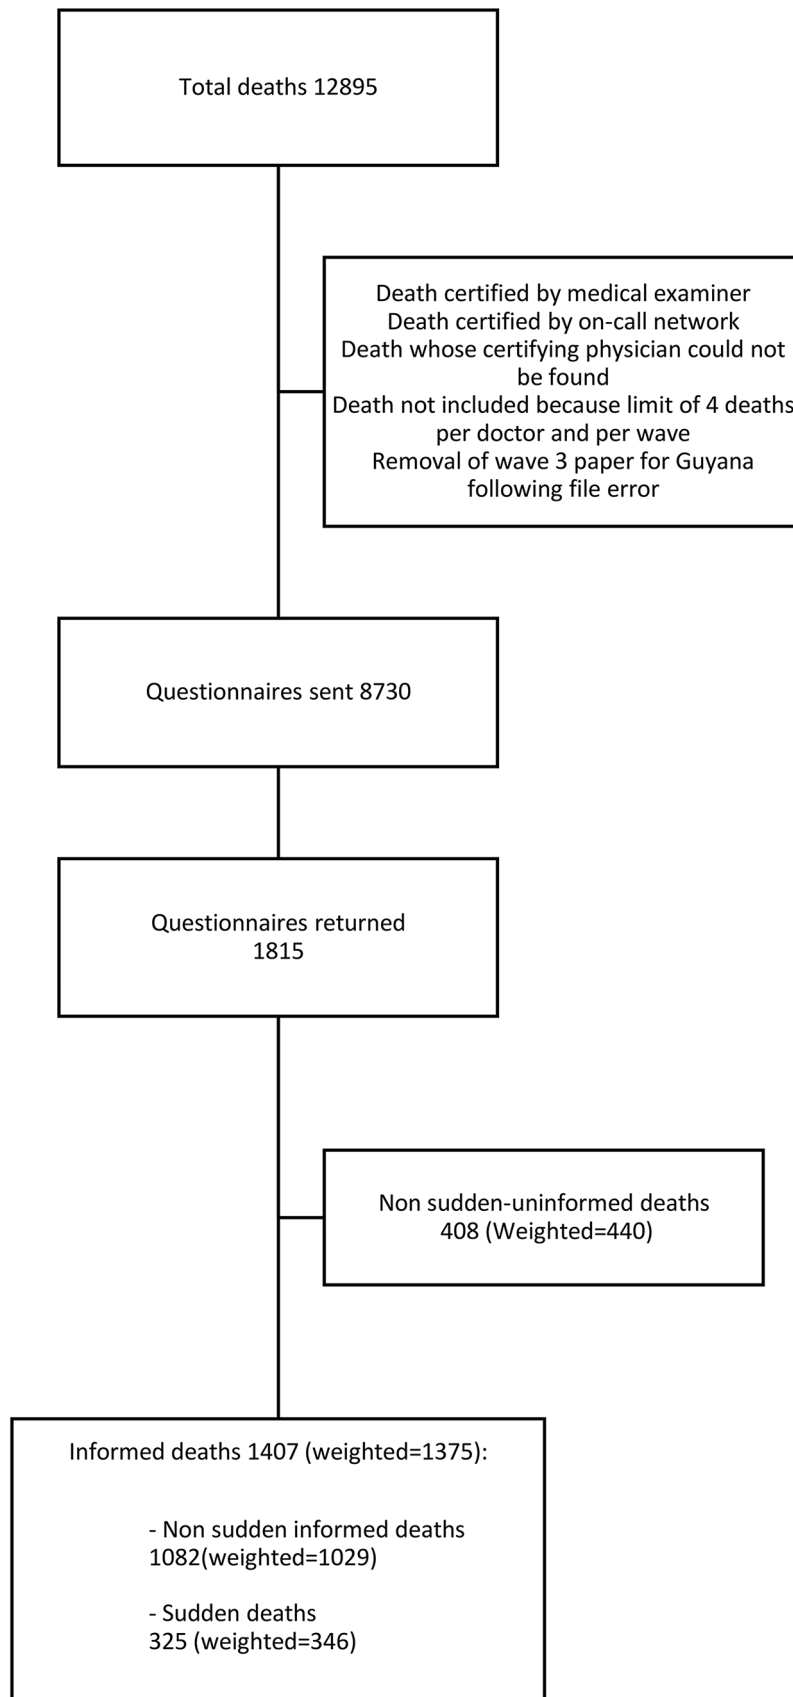 Total deaths 12895
Death certified by medical examiner
Death certified by on-call network
Death whose certifying physician could not
be found
Death not included because limit of 4 deaths
per doctor and per wave
Removal of wave 3 paper for Guyana
following file error
Questionnaires sent 8730
Questionnaires returned
1815
Non sudden-uninformed deaths
408 (Weighted=440)
Informed deaths 1407 (weighted=1375):
- Non sudden informed deaths
1082(weighted=1029)
- Sudden deaths
325 (weighted=346)